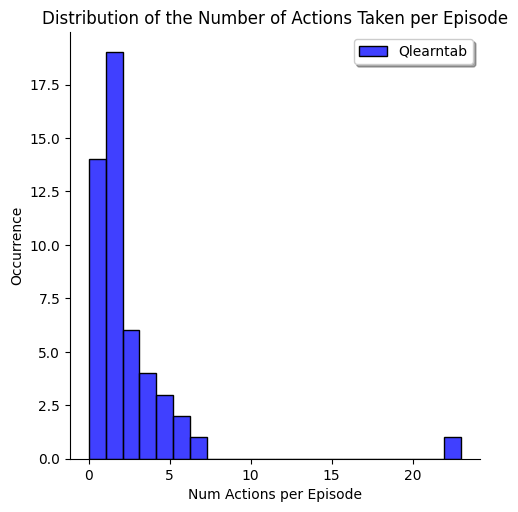 Distribution of the Number of Actions Taken per Episode
Qlearntab
Occurrence
17.5
15.0
12.5
10.0
7.5
5.0
2.5
0.0
0 5 10 15 20
Num Actions per Episode